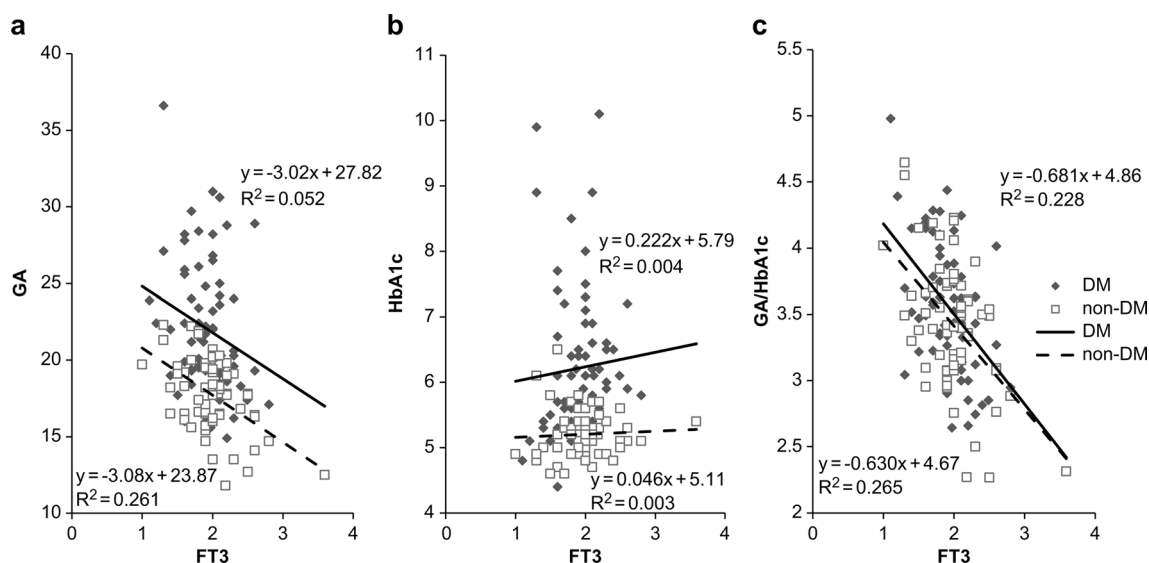 a
40
35
30
25
20
15
10
GA
y=-3.02x+27.82
R²=0.052
y=-3.08x+23.87
R²=0.261
0
1
2
3
4
FT3
b
11
10
9
8
7
6
5
4
HbA1c
y=0.222x+5.79
R²=0.004
0.046x+5.11
R²=0.003
0
1
2
3
4
FT3
c
5.5
5
4.5
4
3.5
3
2.5
2
GA/HbA1c
y=-0.681x+4.86
R²=0.228
y=-0.630x+4.67
R²=0.265
0
1
2
3
4
FT3
DM
non-DM
DM
non-DM